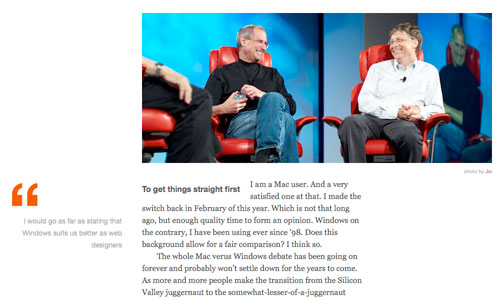 photo by Joi
To get things straight first I am a Mac user. And a very
satisfied one at that. I made the
switch back in February of this year. Which is not that long
ago, but enough quality time to form an opinion. Windows on
the contrary, I have been using ever since '98. Does this
background allow for a fair comparison? I think so.
The whole Mac verus Windows debate has been going on
forever and probably won't settle down for the years to come.
As more and more people make the transition from the Silicon
Valley juggernaut to the somewhat-lesser-of-a-juggernaut
“
I would go as far as stating that
Windows suits us better as web
designers